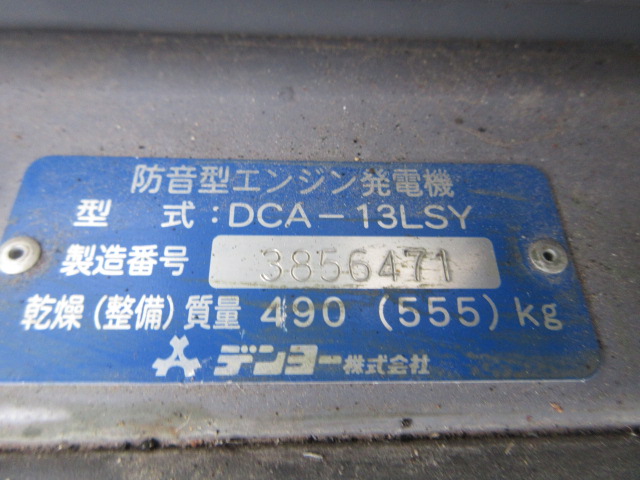 防音型エンジン発電機
型 式：DCA－13LSY
製造番号 3856471
乾燥（整備）質量 490（555）kg
デンヨー株式会社